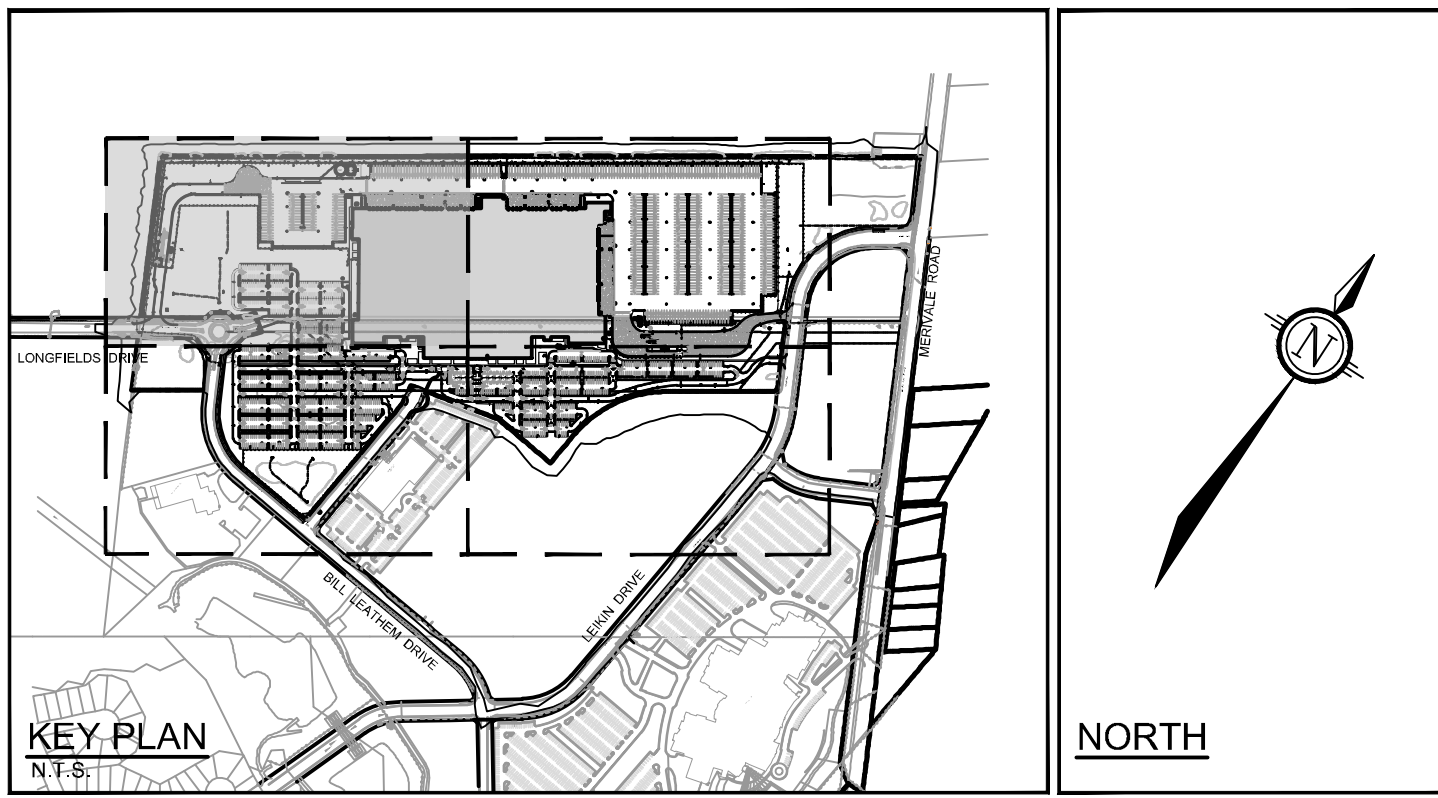 MERIVALE ROAD
LONGFIELDS DRIVE
BILL LEATHEM DRIVE
LEIKIN DRIVE
KEY PLAN
N.T.S.
N
NORTH